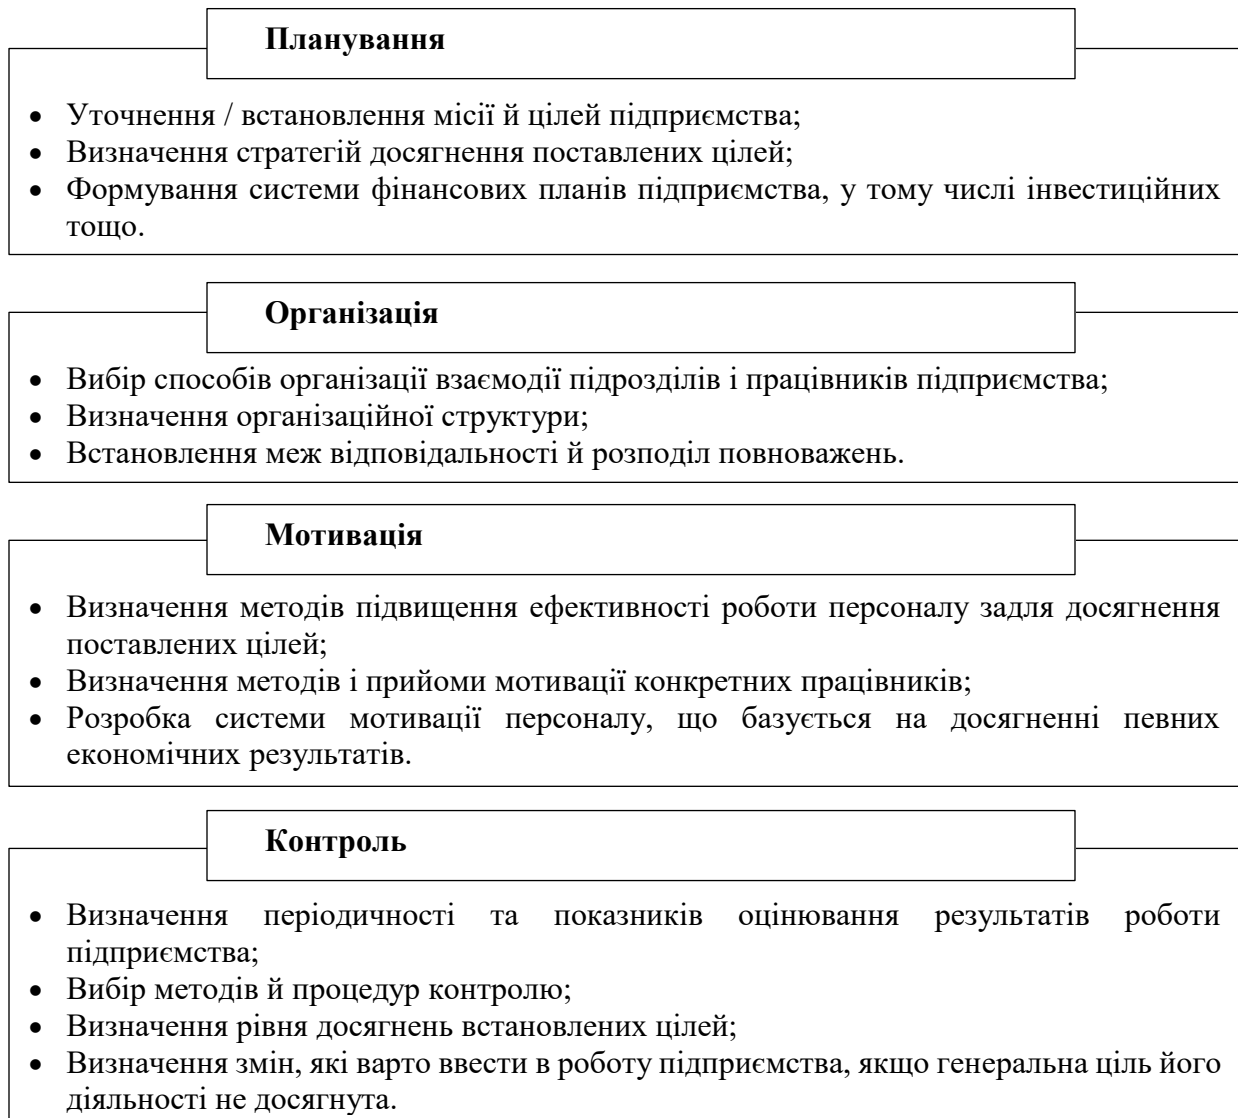 Планування
• Уточнення / встановлення місії й цілей підприємства;
• Визначення стратегій досягнення поставлених цілей;
• Формування системи фінансових планів підприємства, у тому числі інвестиційних
тощо.
Організація
• Вибір способів організації взаємодії підрозділів і працівників підприємства;
• Визначення організаційної структури;
• Встановлення меж відповідальності й розподіл повноважень.
Мотивація
• Визначення методів підвищення ефективності роботи персоналу задля досягнення
поставлених цілей;
• Визначення методів і прийоми мотивації конкретних працівників;
• Розробка системи мотивації персоналу, що базується на досягненні певних
економічних результатів.
Контроль
• Визначення періодичності та показників оцінювання результатів роботи
підприємства;
• Вибір методів й процедур контролю;
• Визначення рівня досягнень встановлених цілей;
• Визначення змін, які варто ввести в роботу підприємства, якщо генеральна ціль його
діяльності не досягнута.